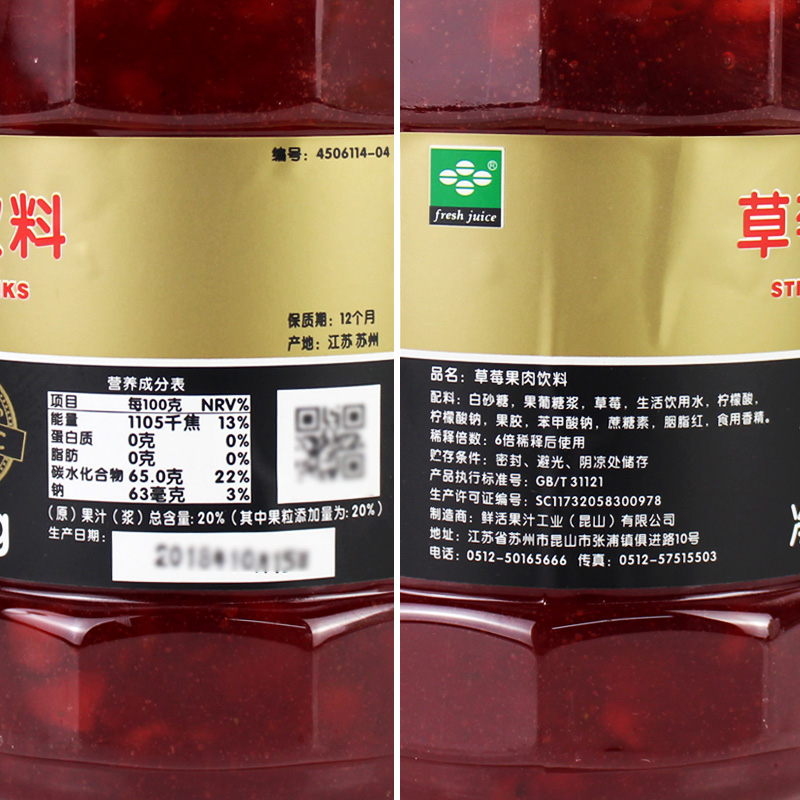 编号：4506114-04
料
KS
保质期：12个月
产地：江苏 苏州
营养成分表
项目 每100克 NRV%
能量 1105千焦 13%
蛋白质 0克 0%
脂肪 0克 0%
碳水化合物 65.0克 22%
钠 63毫克 3%
（原）果汁（浆）总含量：20%（其中果粒添加量为：20%）
生产日期：
g
®
fresh juice
草
ST
品名：草莓果肉饮料
配料：白砂糖，果葡糖浆，草莓，生活饮用水，柠檬酸，
柠檬酸钠，果胶，苯甲酸钠，蔗糖素，胭脂红，食用香精。
稀释倍数：6倍稀释后使用
贮存条件：密封、避光、阴凉处储存
产品执行标准号：GB/T 31121
生产许可证编号：SC11732058300978
制造商：鲜活果汁工业（昆山）有限公司
地址：江苏省苏州市昆山市张浦镇俱进路10号
电话：0512-50165666 传真：0512-57515503